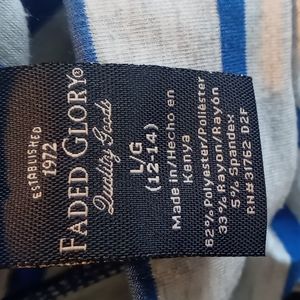 ESTABLISHED
1972
FADED GLORY®
Quality Goods
L/G
(12-14)
Made in/Hecho en
Kenya
62% Polyester/Poliéster
33% Rayon/Rayón
5% Spandex
RN#31762 D2F